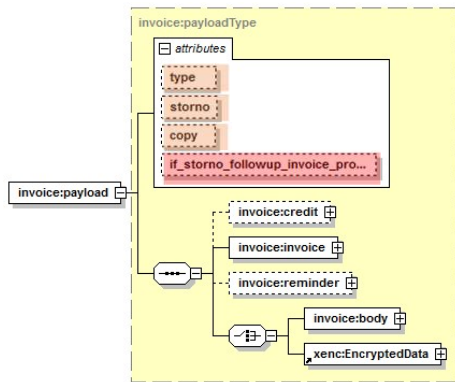 invoice:payloadType
attributes
type
storno
copy
if_storno_followup_invoice_pro...
invoice:payload
invoice:credit
invoice:invoice
invoice:reminder
invoice:body
xenc:EncryptedData